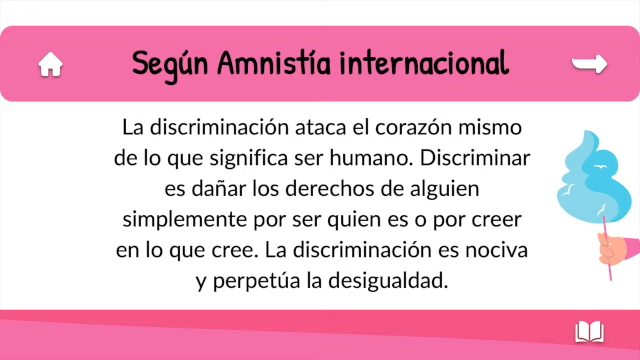 Según Amnistía internacional
La discriminación ataca el corazón mismo
de lo que significa ser humano. Discriminar
es dañar los derechos de alguien
simplemente por ser quien es o por creer
en lo que cree. La discriminación es nociva
y perpetúa la desigualdad.